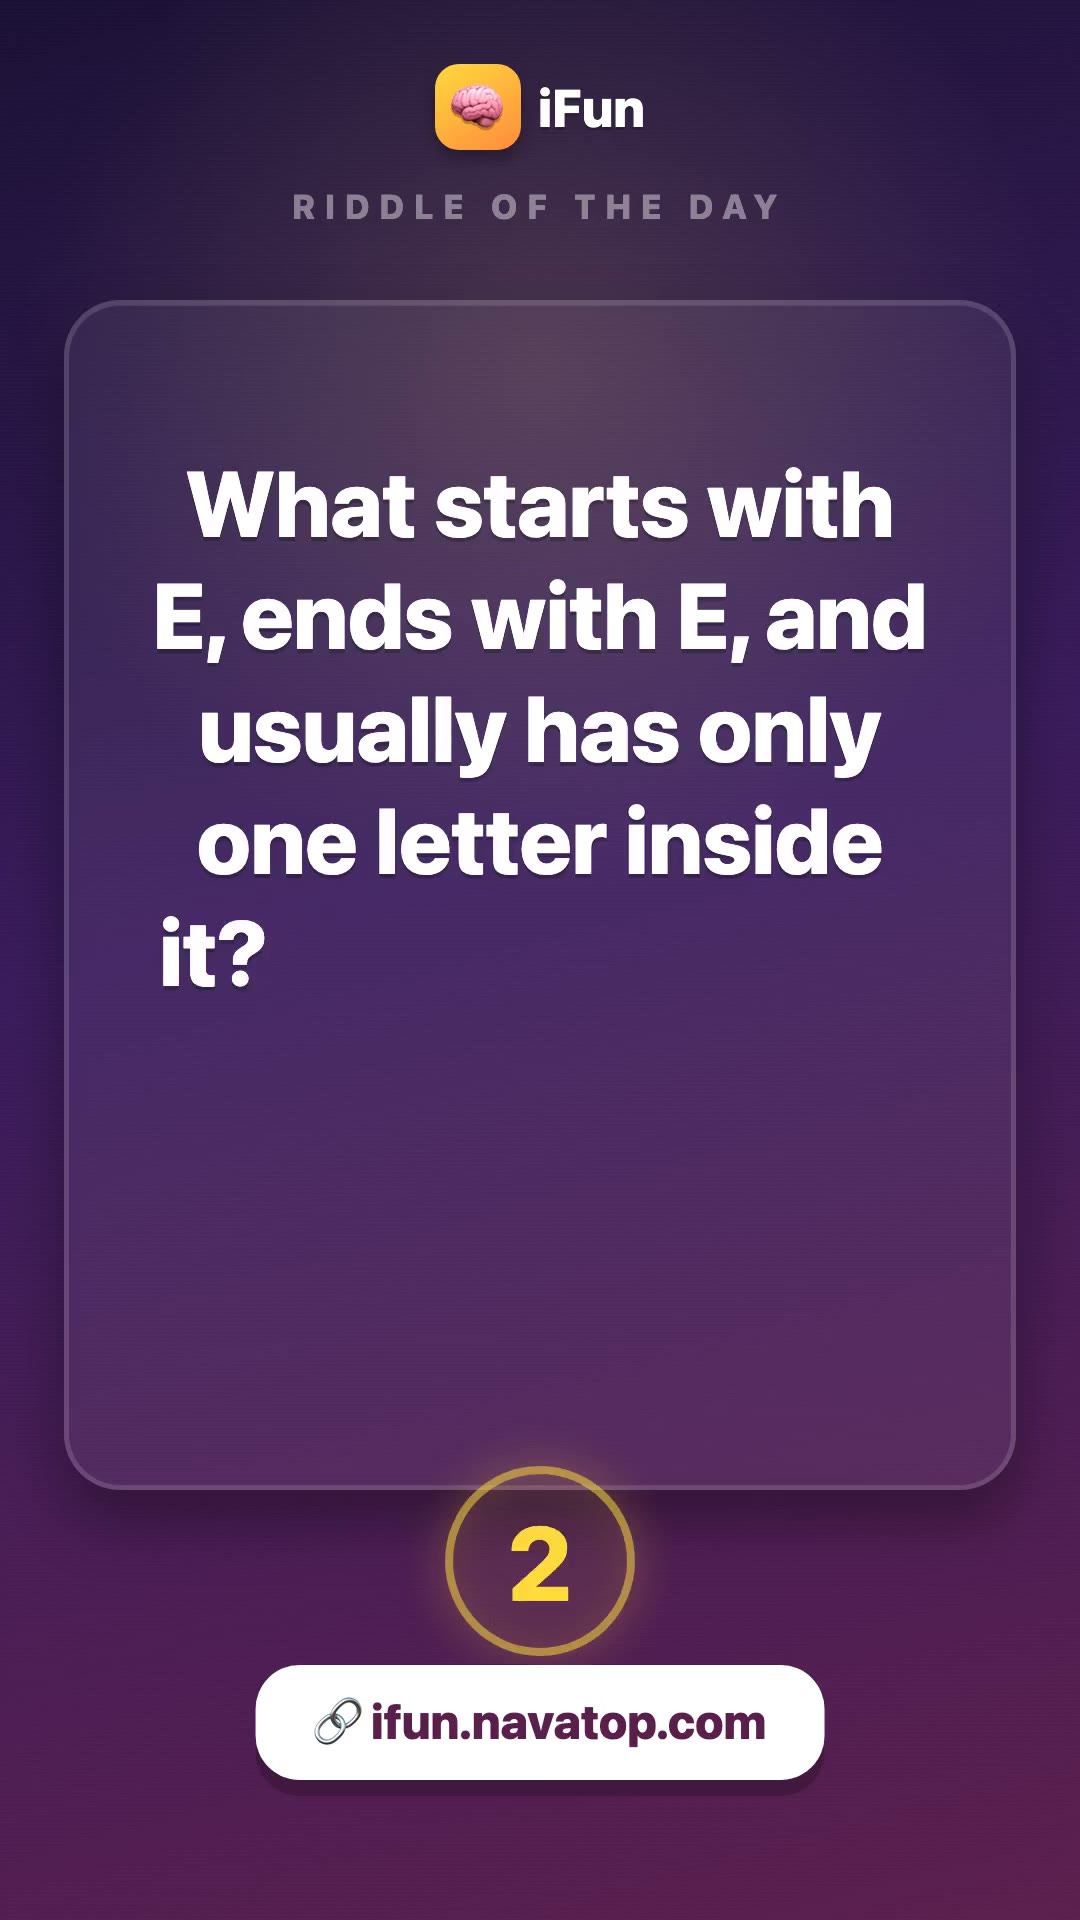 iFun
RIDDLE OF THE DAY
What starts with
E, ends with E, and
usually has only
one letter inside
it?
2
ifun.navatop.com